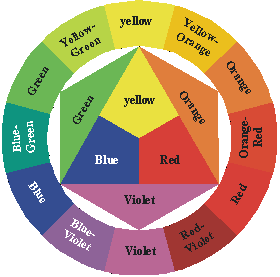 yellow
Yellow-
Orange
Orange
Orange-
Red
Red
Red-
Violet
Violet
Blue-
Violet
Blue
Blue-
Green
Green
Yellow-
Green
yellow
Green
Orange
Blue
Red
Violet